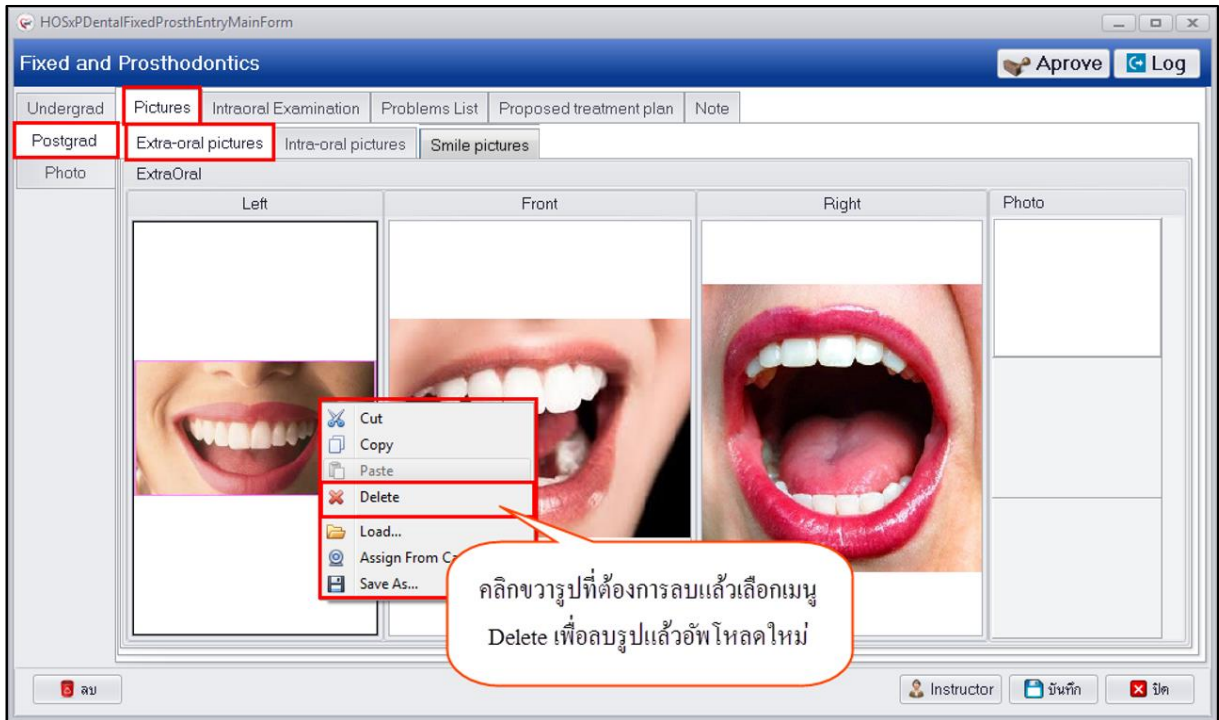 HOSxPDentalFixedProsthEntryMainForm
Fixed and Prosthodontics
Aprove
Log
Undergrad
Pictures
Intraoral Examination
Problems List
Proposed treatment plan
Note
Postgrad
Extra-oral pictures
Intra-oral pictures
Smile pictures
Photo
ExtraOral
Left
Front
Right
Photo
Cut
Copy
Paste
Delete
Load...
Assign From
Save As...
คลิกขวารูปที่ต้องการลบแล้วเลือกเมนู
Delete เพื่อลบรูปแล้วอัพโหลดใหม่
ลบ
Instructor
บันทึก
ปิด